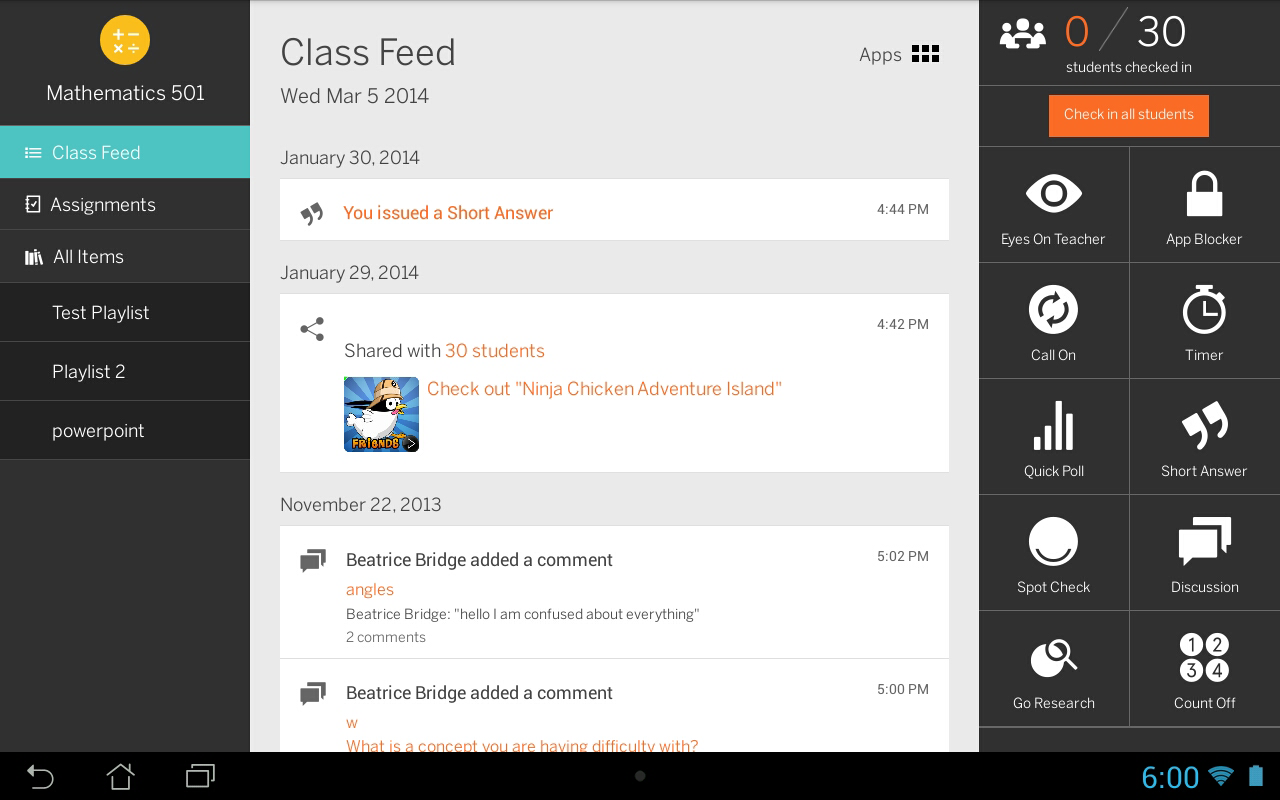 Mathematics 501
Class Feed
Assignments
All Items
Test Playlist
Playlist 2
powerpoint
Class Feed
Apps
Wed Mar 5 2014
January 30, 2014
You issued a Short Answer
4:44 PM
January 29, 2014
4:42 PM
Shared with 30 students
Check out "Ninja Chicken Adventure Island"
FRIENDS
November 22, 2013
Beatrice Bridge added a comment
5:02 PM
angles
Beatrice Bridge: "hello I am confused about everything"
2 comments
Beatrice Bridge added a comment
5:00 PM
w
What is a concept you are having difficulty with?
0 / 30
students checked in
Check in all students
Eyes On Teacher
App Blocker
Call On
Timer
Quick Poll
Short Answer
Spot Check
Discussion
Go Research
1 2
3 4
Count Off
6:00